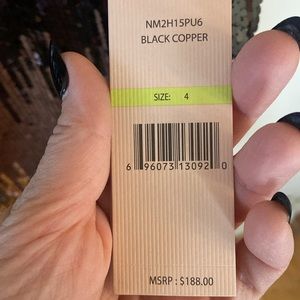 NM2H15PU6
BLACK COPPER
SIZE: 4
6 96073 13092 0
MSRP : $188.00